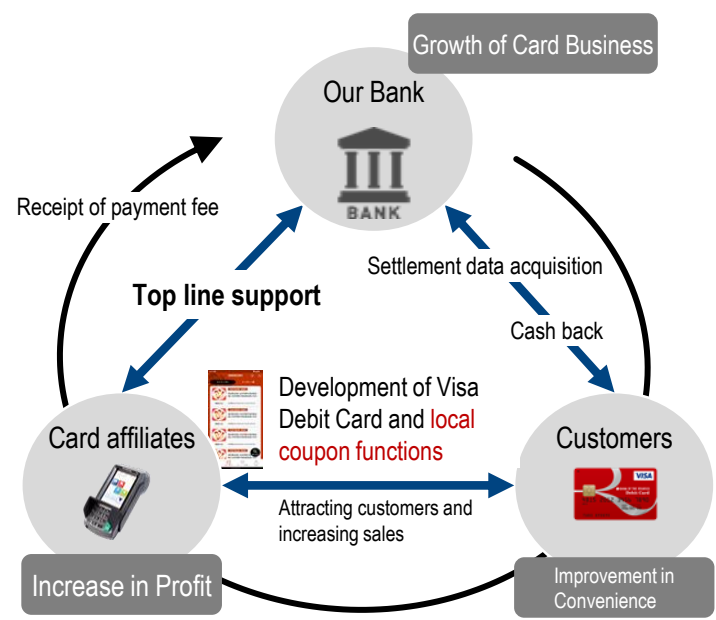 Growth of Card Business
Our Bank
BANK
Receipt of payment fee
Settlement data acquisition
Top line support
Cash back
Development of Visa
Debit Card and local
coupon functions
Card affiliates
Customers
VISA
Debit Card
Attracting customers and
increasing sales
Increase in Profit
Improvement in
Convenience